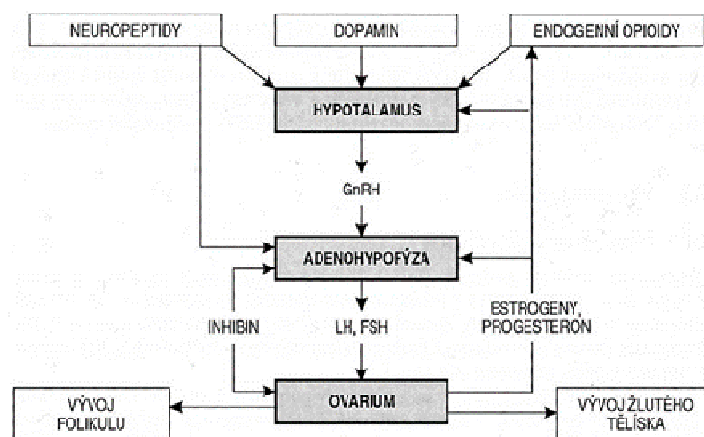 NEUROPEPTIDY
DOPAMIN
ENDOGENNÍ OPIOIDY
HYPOTALAMUS
GnRH
ADENOHYPOFÝZA
INHIBIN
LH, FSH
ESTROGENY,
PROGESTERON
OVARIUM
VÝVOJ
FOLIKULU
VÝVOJ ŽLUTÉHO
TĚLÍSKA